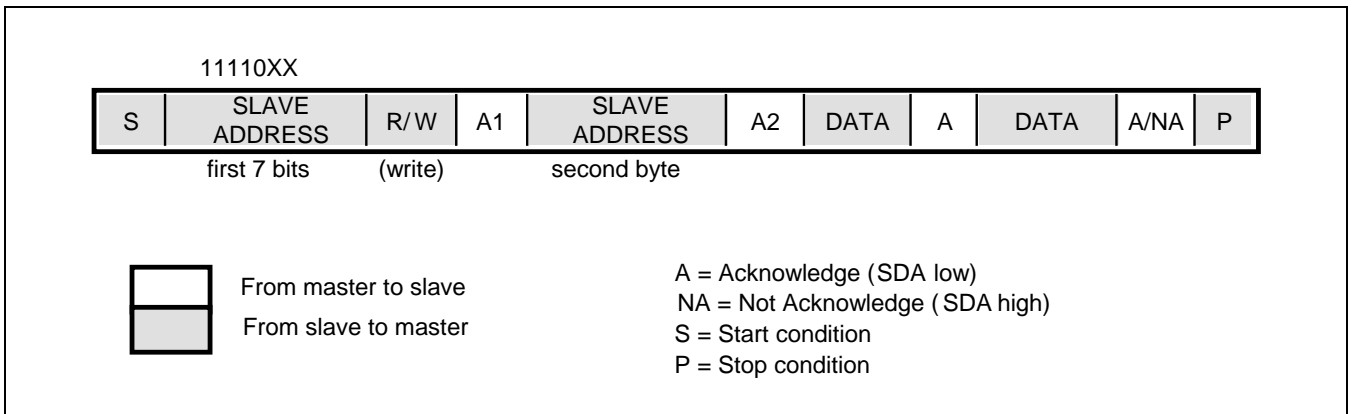 11110XX
S SLAVE ADDRESS R/W A1 SLAVE ADDRESS A2 DATA A DATA A/NA P
first 7 bits (write) second byte
From master to slave
From slave to master
A = Acknowledge (SDA low)
NA = Not Acknowledge (SDA high)
S = Start condition
P = Stop condition